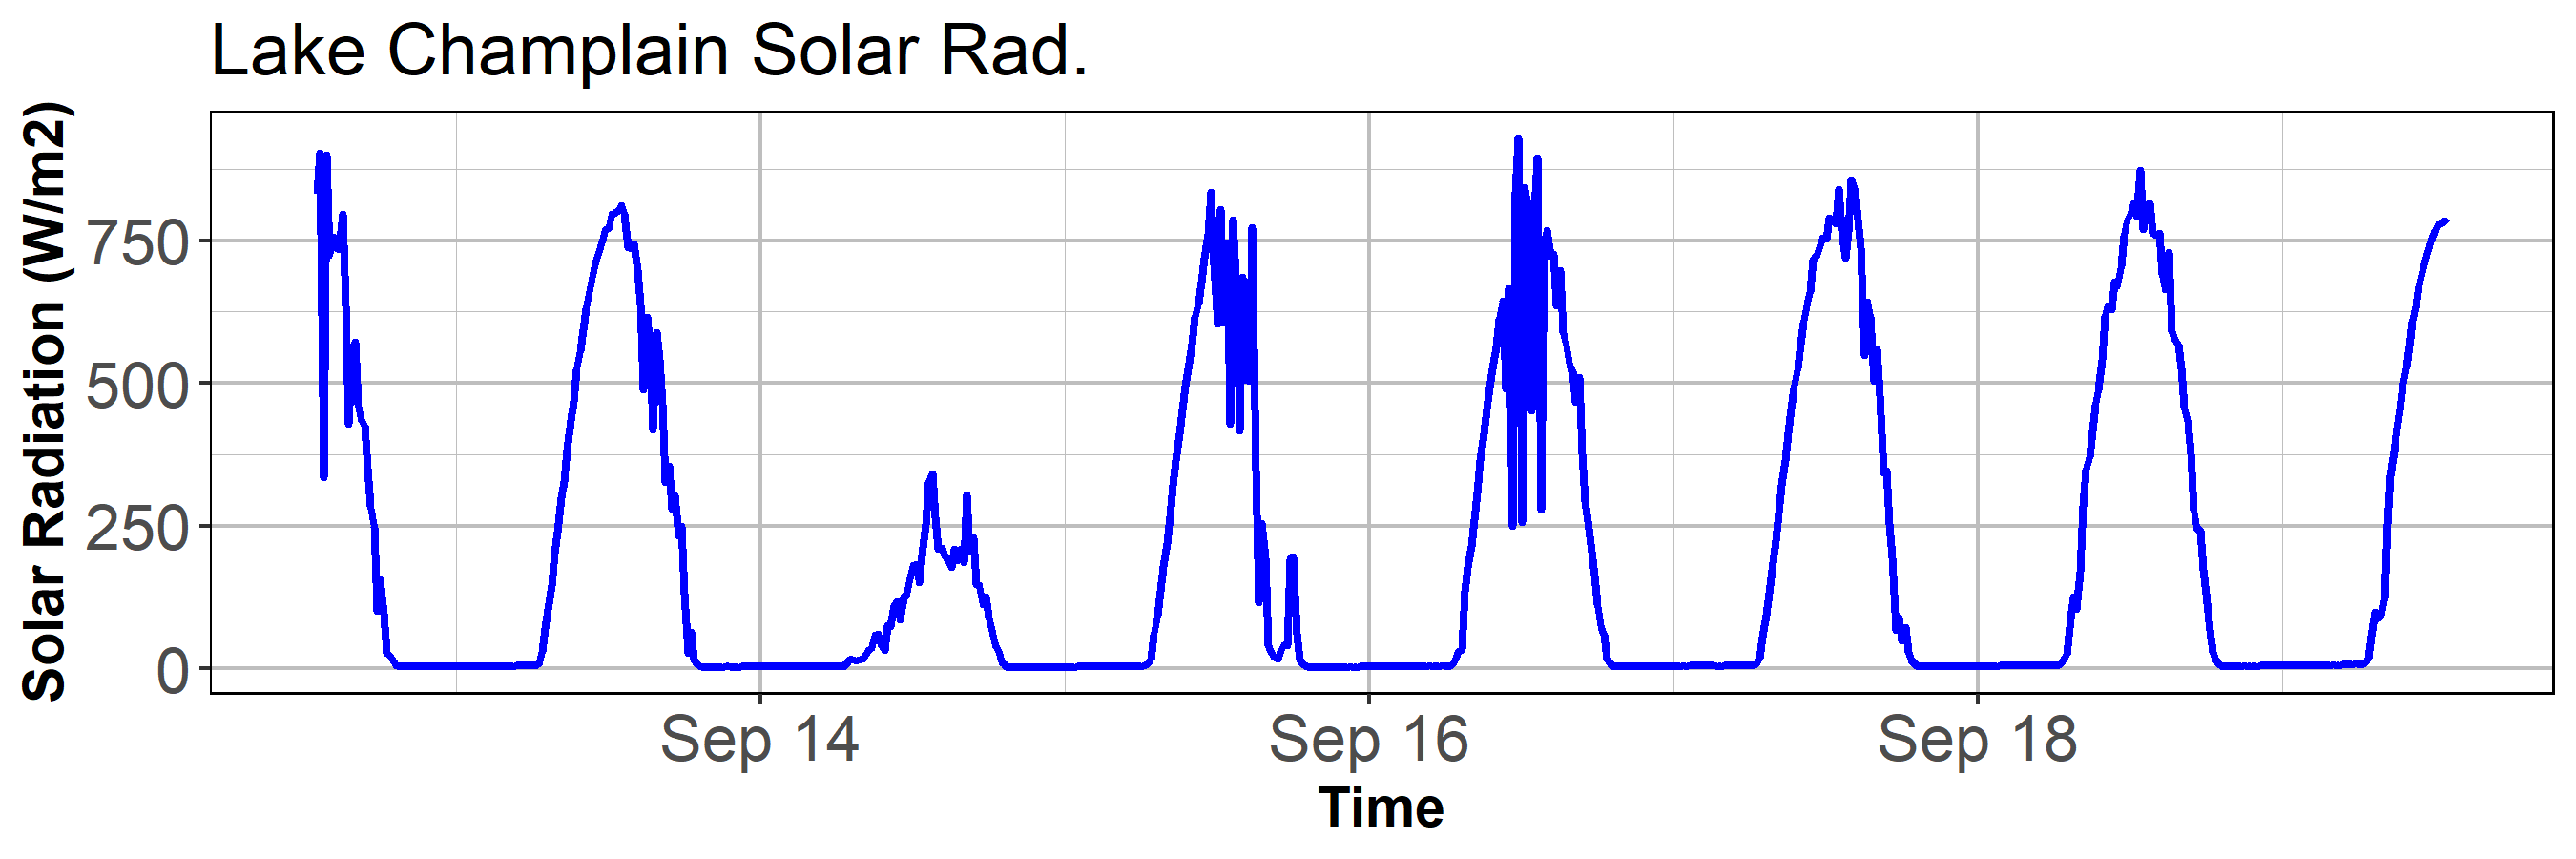 Lake Champlain Solar Rad.
Solar Radiation (W/m2)
750
500
250
0
Sep 14
Sep 16
Sep 18
Time